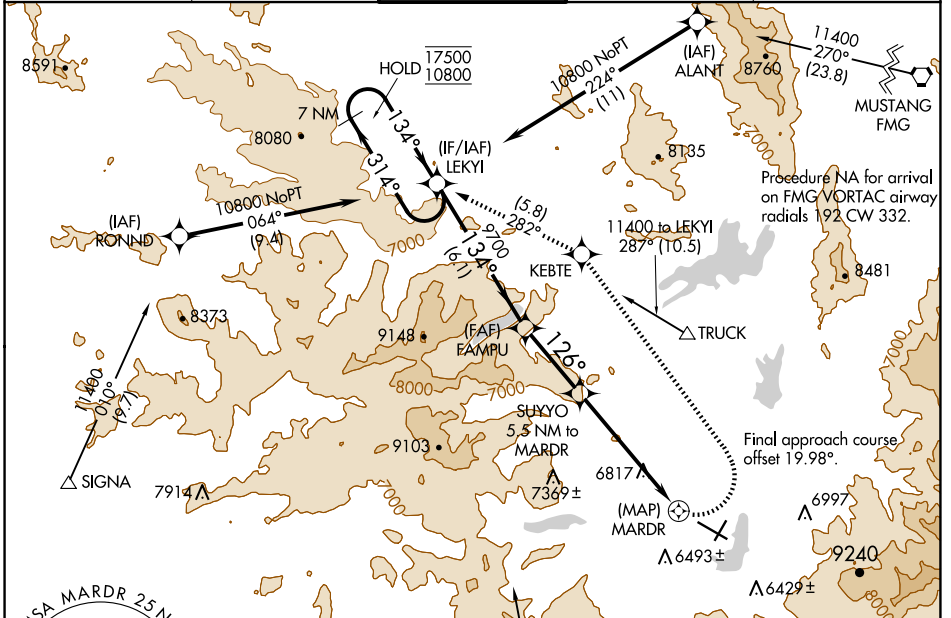 8591
HOLD
17500
10800
7 NM
134°
314°
8080
(IF/IAF)
LEKYI
10800 NoPT
224°
(11)
(IAF)
ALANT
8760
7000
11400
270°
(23.8)
MUSTANG
FMG
8135
Procedure NA for arrival
on FMG VORTAC airway
radials 192 CW 332.
(IAF)
RONND
10800 NoPT
064°
(9.4)
7000
9700
134°
(6.1)
(5.8)
282°
KEBTE
11400 to LEKYI
287° (10.5)
TRUCK
8481
8373
9148
(FAF)
FAMPU
126°
8000
7000
7000
11400
010°
(9.7)
SIGNA
SUYYO
5.5 NM to
MARDR
9103
7914
7369±
6817
(MAP)
MARDR
Final approach course
offset 19.98°.
6997
6493±
9240
6429±
8000
MSA MARDR 25 N